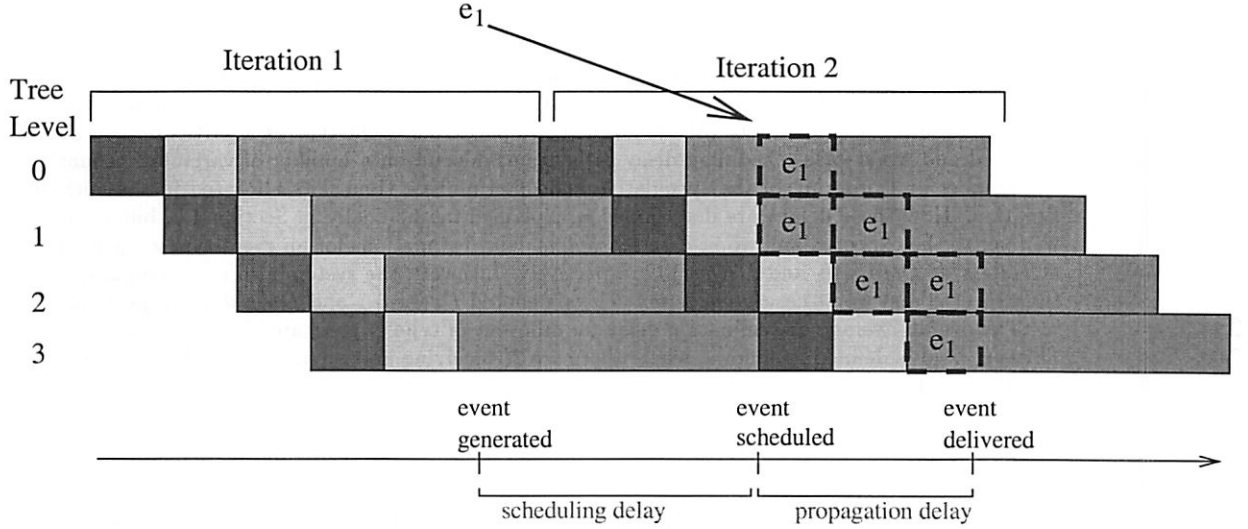 e1
Iteration 1
Iteration 2
Tree
Level
0
e1
1
e1 e1
2
e1 e1
3
e1
event generated
event scheduled
event delivered
scheduling delay
propagation delay